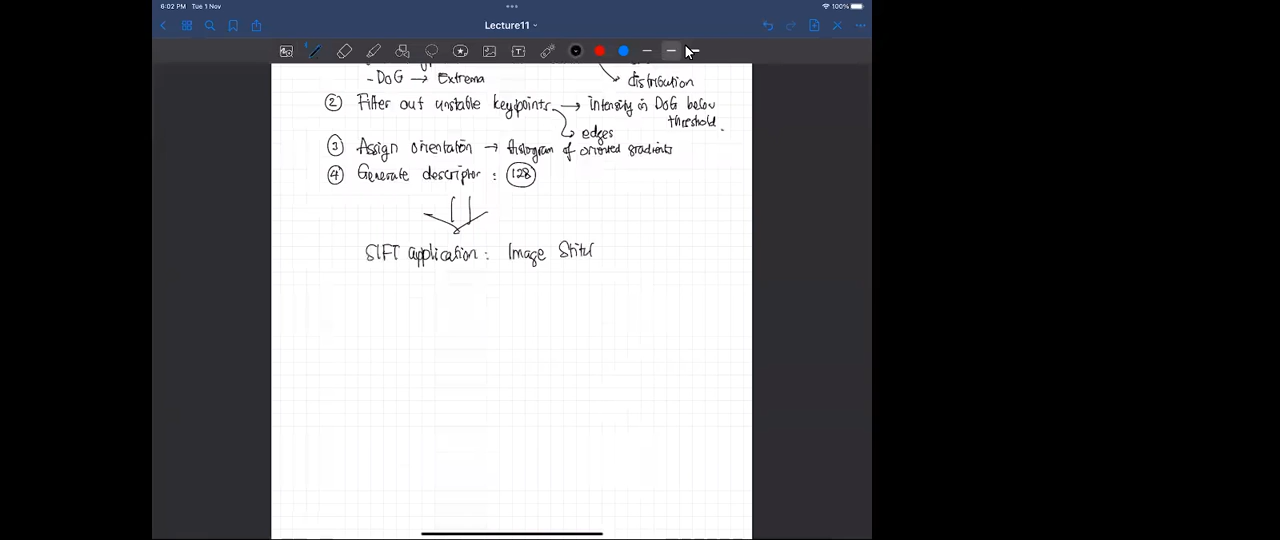 6:02 PM Tue 1 Nov
100%
Lecture11
- DoG → Extrema
distribution
② Filter out unstable keypoints → intensity in DoG below
threshold.
edges
③ Assign orientation → Histogram of oriented gradients
④ Generate descriptor : 128
SIFT application : Image Stitc